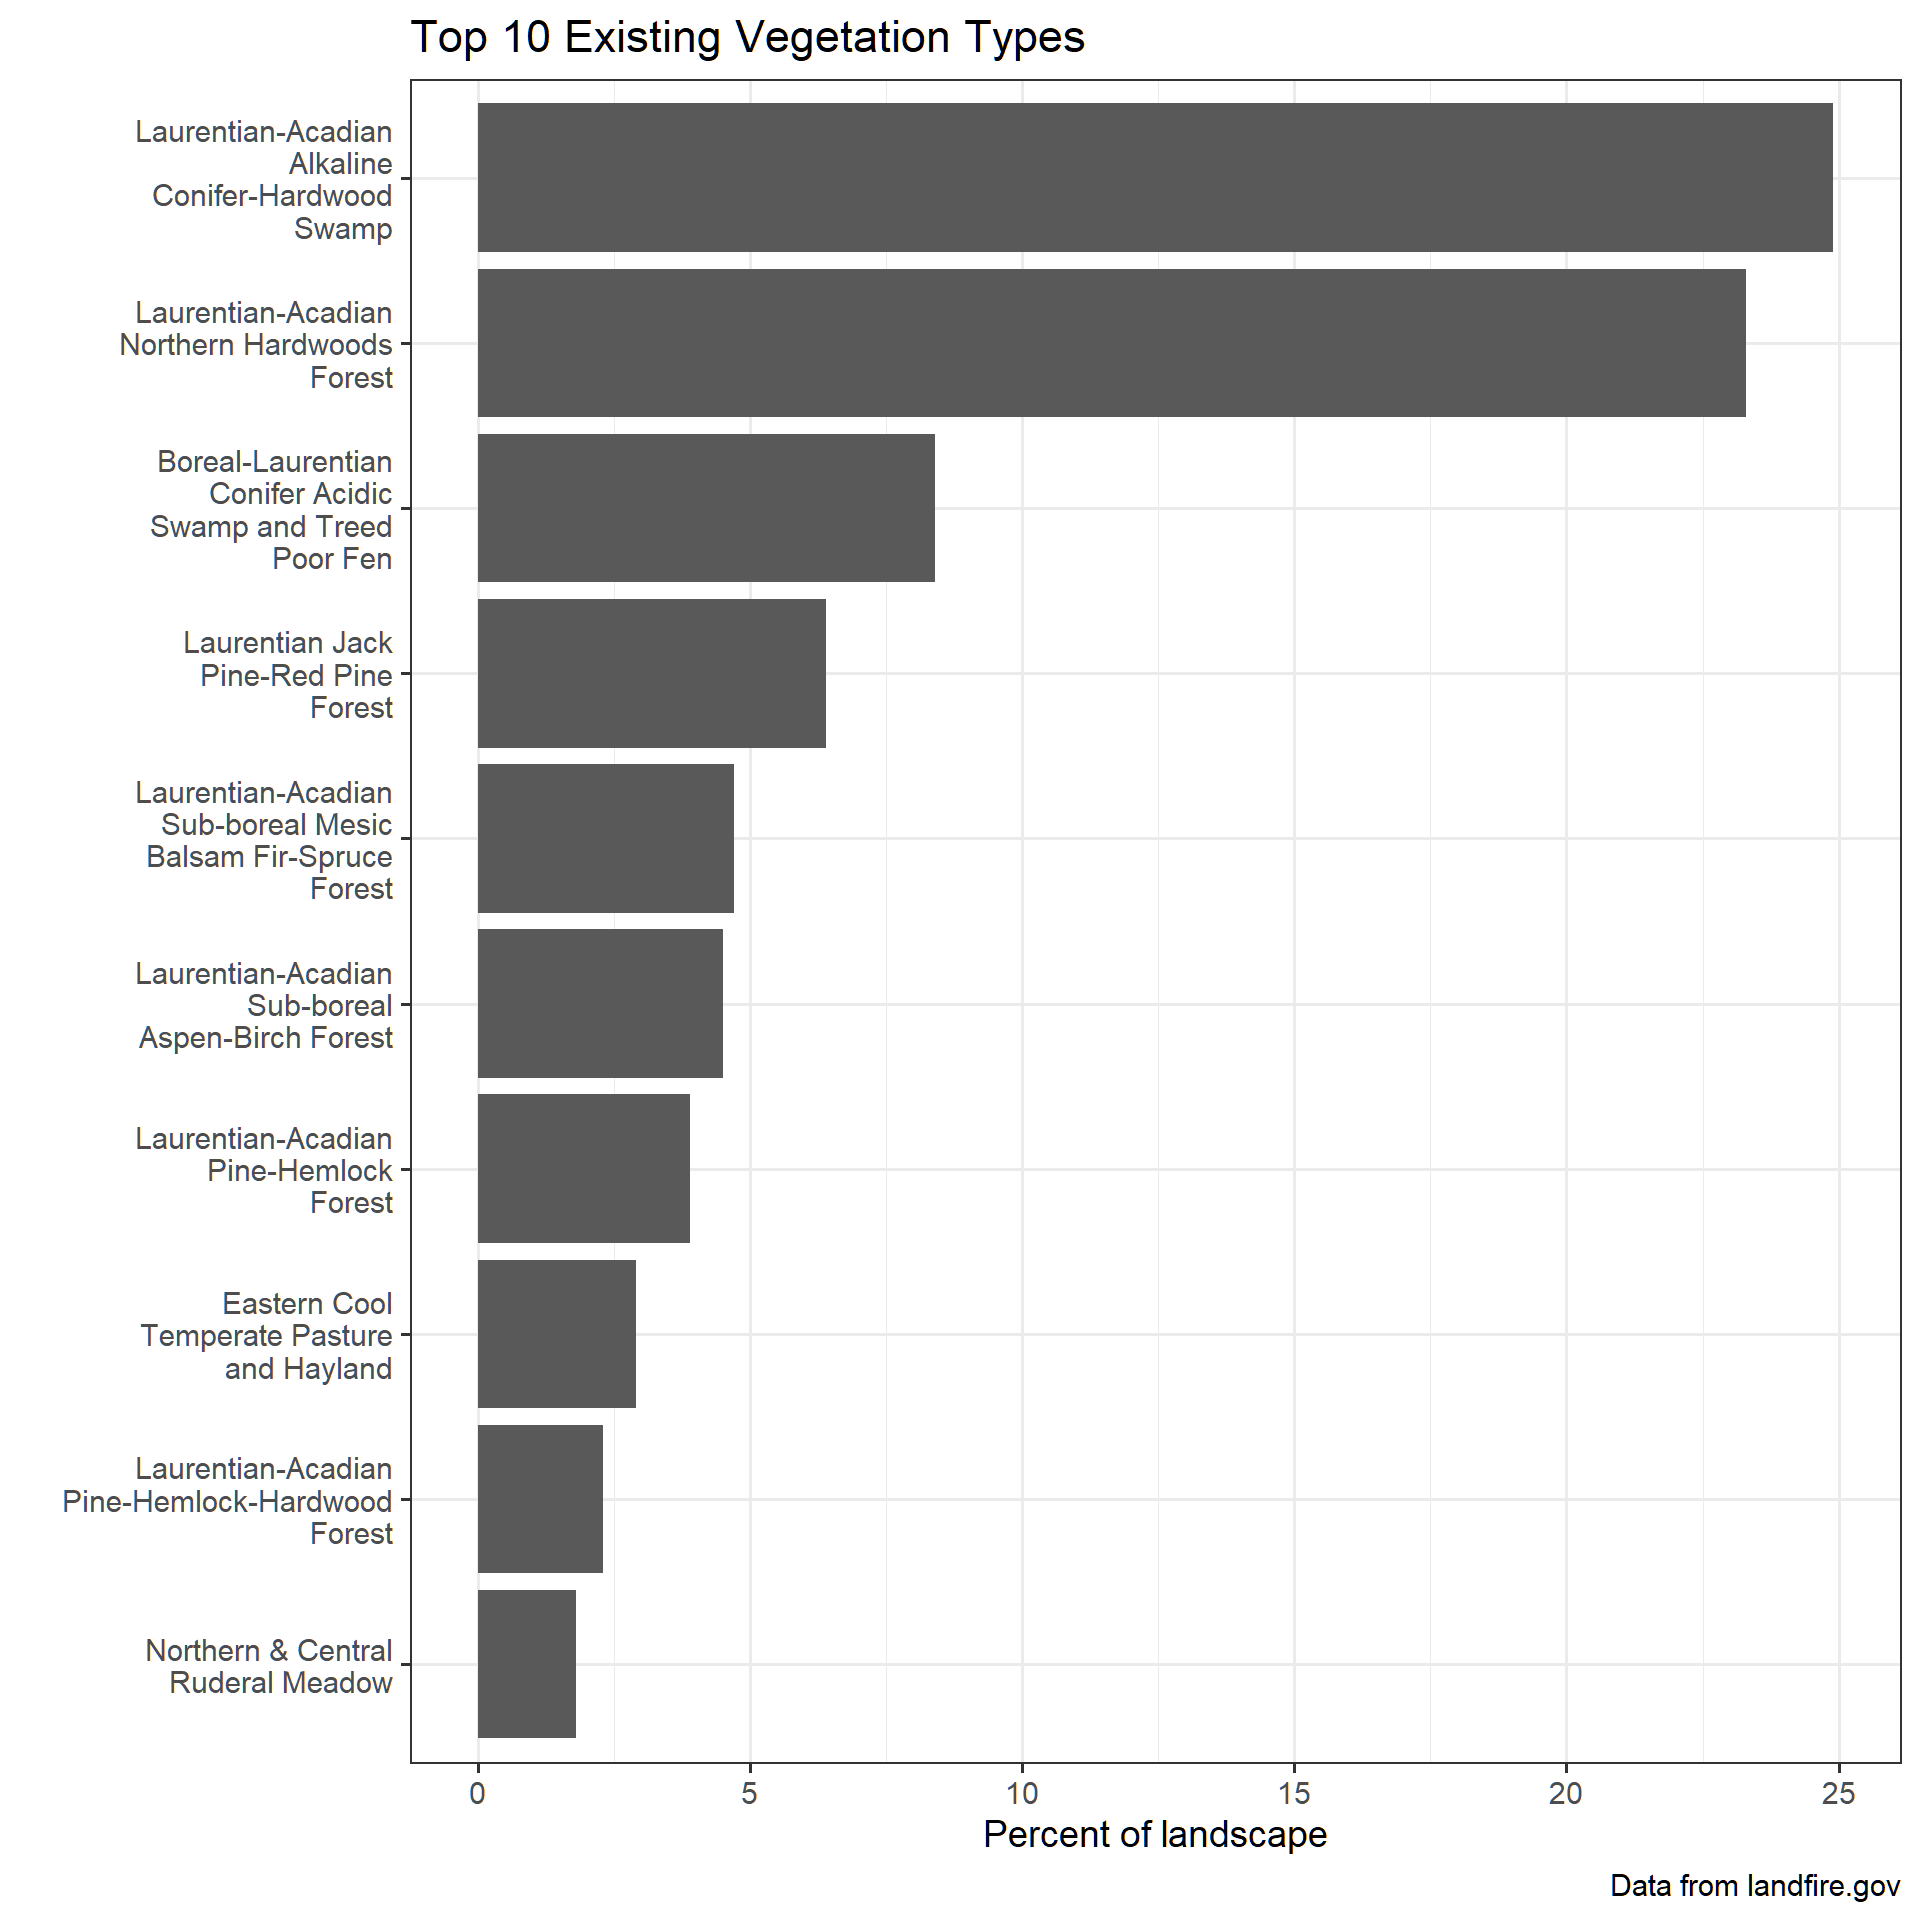 Top 10 Existing Vegetation Types
Laurentian-Acadian
Alkaline
Conifer-Hardwood
Swamp
Laurentian-Acadian
Northern Hardwoods
Forest
Boreal-Laurentian
Conifer Acidic
Swamp and Treed
Poor Fen
Laurentian Jack
Pine-Red Pine
Forest
Laurentian-Acadian
Sub-boreal Mesic
Balsam Fir-Spruce
Forest
Laurentian-Acadian
Sub-boreal
Aspen-Birch Forest
Laurentian-Acadian
Pine-Hemlock
Forest
Eastern Cool
Temperate Pasture
and Hayland
Laurentian-Acadian
Pine-Hemlock-Hardwood
Forest
Northern & Central
Ruderal Meadow
0 5 10 15 20 25
Percent of landscape
Data from landfire.gov